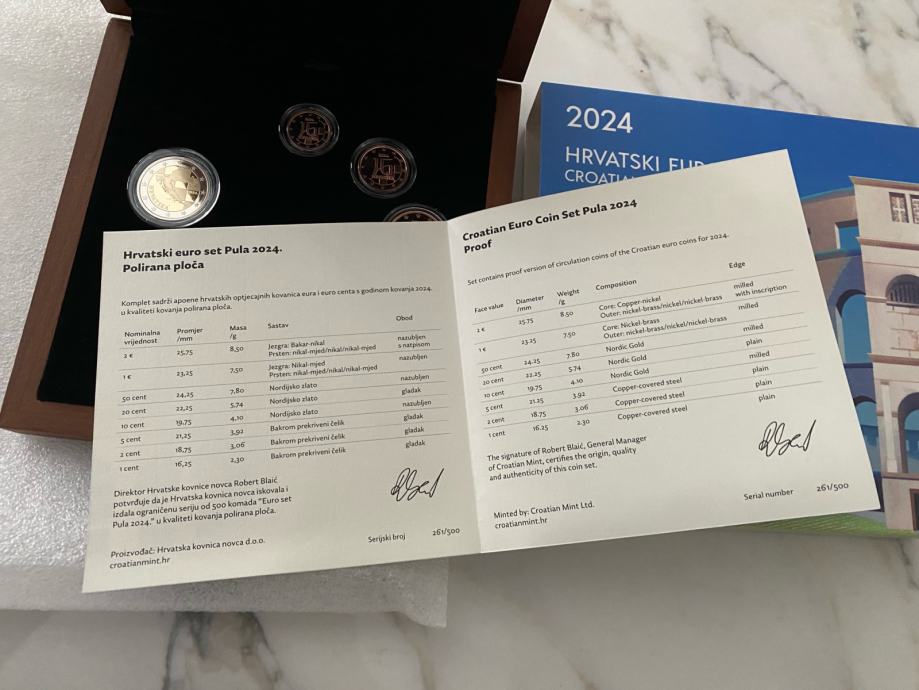 2024
HRVATSKI EUR
CROATIA
Hrvatski euro set Pula 2024.
Polirana ploča
Komplet sadrži apoene hrvatskih optjecajnih kovanica eura i euro centa s godinom kovanja 2024.
u kvaliteti kovanja polirana ploča.
Nominalna vrijednost Promjer /mm Masa /g Sastav Obod
2 € 25,75 8,50 Jezgra: Bakar-nikal Prsten: nikal-mjed/nikal/nikal-mjed nazubljen s natpisom
1 € 23,25 7,50 Jezgra: Nikal-mjed Prsten: nikal-mjed/nikal/nikal-mjed nazubljen
50 cent 24,25 7,80 Nordijsko zlato nazubljen
20 cent 22,25 5,74 Nordijsko zlato gladak
10 cent 19,75 4,10 Nordijsko zlato nazubljen
5 cent 21,25 3,92 Bakrom prekriveni čelik gladak
2 cent 18,75 3,06 Bakrom prekriveni čelik gladak
1 cent 16,25 2,30 Bakrom prekriveni čelik gladak
Direktor Hrvatske kovnice novca Robert Blaić
potvrđuje da je Hrvatska kovnica novca iskovala i
izdala ograničenu seriju od 500 komada "Euro set
Pula 2024." u kvaliteti kovanja polirana ploča.
Proizvođač: Hrvatska kovnica novca d.o.o.
croatianmint.hr
Serijski broj 261/500
Croatian Euro Coin Set Pula 2024
Proof
Set contains proof version of circulation coins of the Croatian euro coins for 2024.
Face value Diameter /mm Weight /g Composition Edge
2 € 25.75 8.50 Core: Copper-nickel Outer: nickel-brass/nickel/nickel-brass milled with inscription
1 € 23.25 7.50 Core: Nickel-brass Outer: nickel-brass/nickel/nickel-brass milled
50 cent 24.25 7.80 Nordic Gold milled
20 cent 22.25 5.74 Nordic Gold plain
10 cent 19.75 4.10 Nordic Gold milled
5 cent 21.25 3.92 Copper-covered steel plain
2 cent 18.75 3.06 Copper-covered steel plain
1 cent 16.25 2.30 Copper-covered steel plain
The signature of Robert Blaić, General Manager
of Croatian Mint, certifies the origin, quality
and authenticity of this coin set.
Minted by: Croatian Mint Ltd.
croatianmint.hr
Serial number 261/500